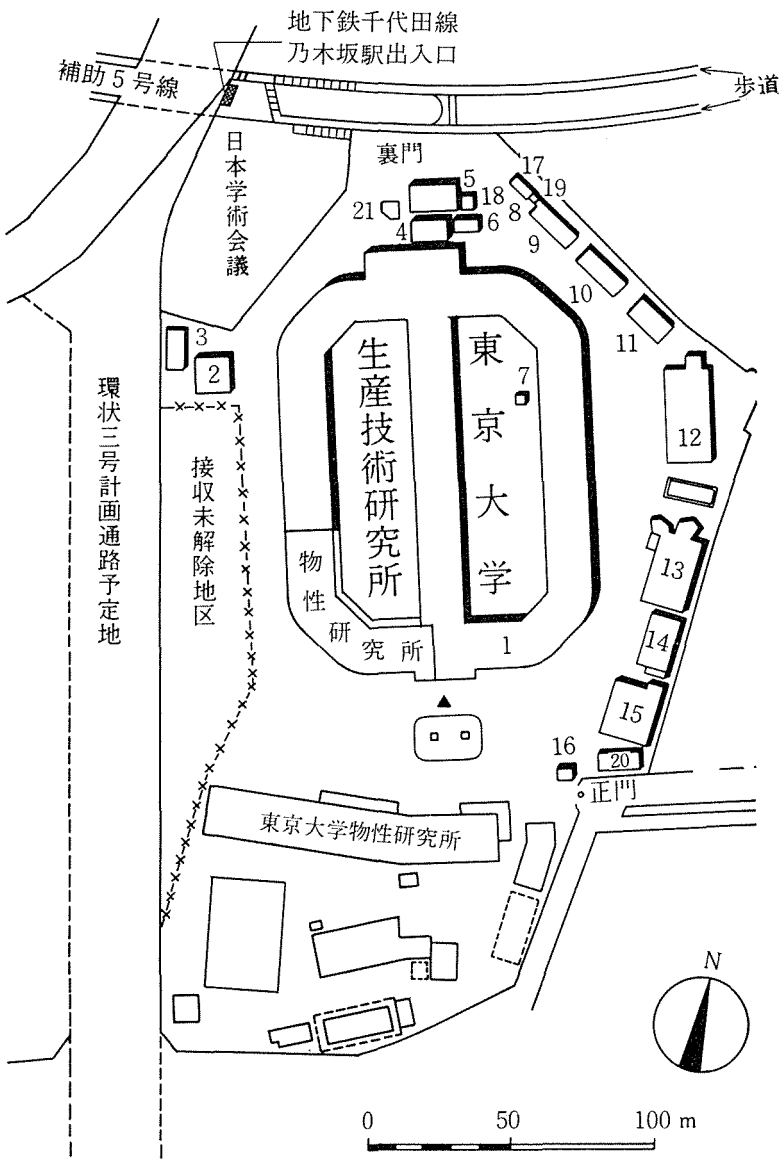 地下鉄千代田線
乃木坂駅出入口
補助5号線
歩道
裏門
日本学術会議
17
19
5
18
21
8
4
6
9
10
11
3
2
生産技術研究所
東京大学
7
12
環状三号計画通路予定地
接収未解除地区
物性研究所
13
1
14
15
16
20
正門
東京大学物性研究所
N
0 50 100 m